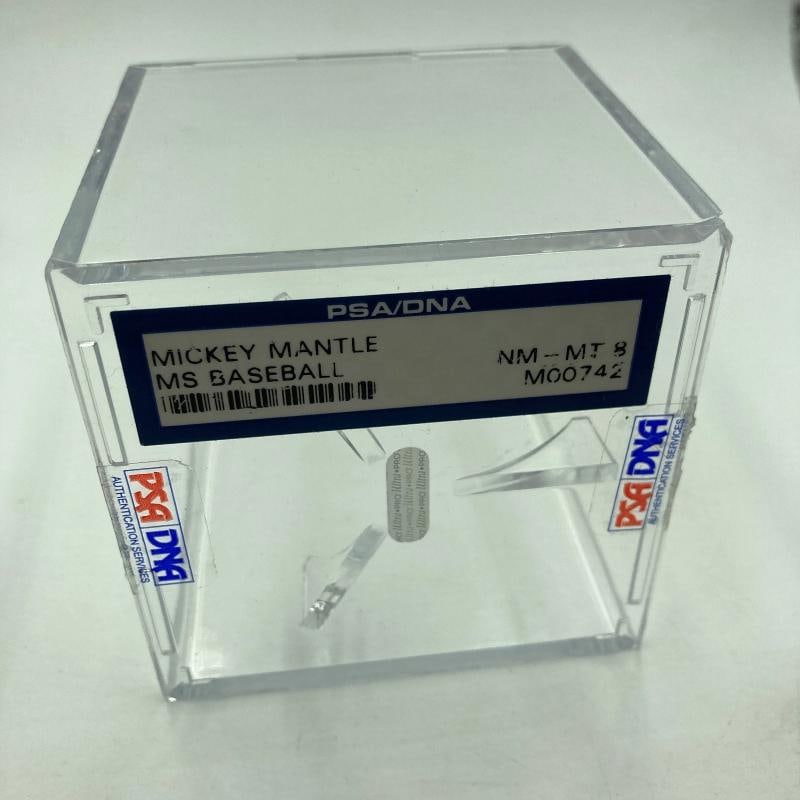 PSA/DNA
MICKEY MANTLE
NM-MT 8
MS BASEBALL
M00742
PSA DNA
AUTHENTICATION SERVICES
PSA DNA
AUTHENTICATION SERVICES